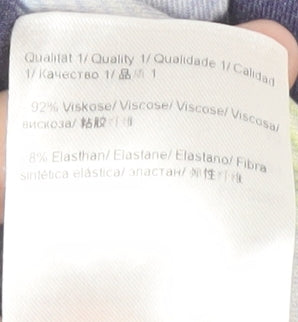 Qualität 1/ Quality 1/ Qualidade 1/ Calidad
1/ Качество 1/ 品质 1
92% Viskose/ Viscose/ Viscose/ Viscosa/
вискоза/ 粘胶纤维
8% Elasthan/ Elastane/ Elastano/ Fibra
sintética elástica/ эластан/ 弹性纤维